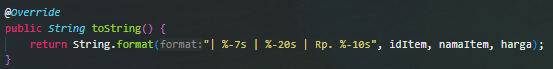 @Override
public String toString() {
    return String.format(format:"| %-7s | %-20s | Rp. %-10s", idItem, namaItem, harga);
}